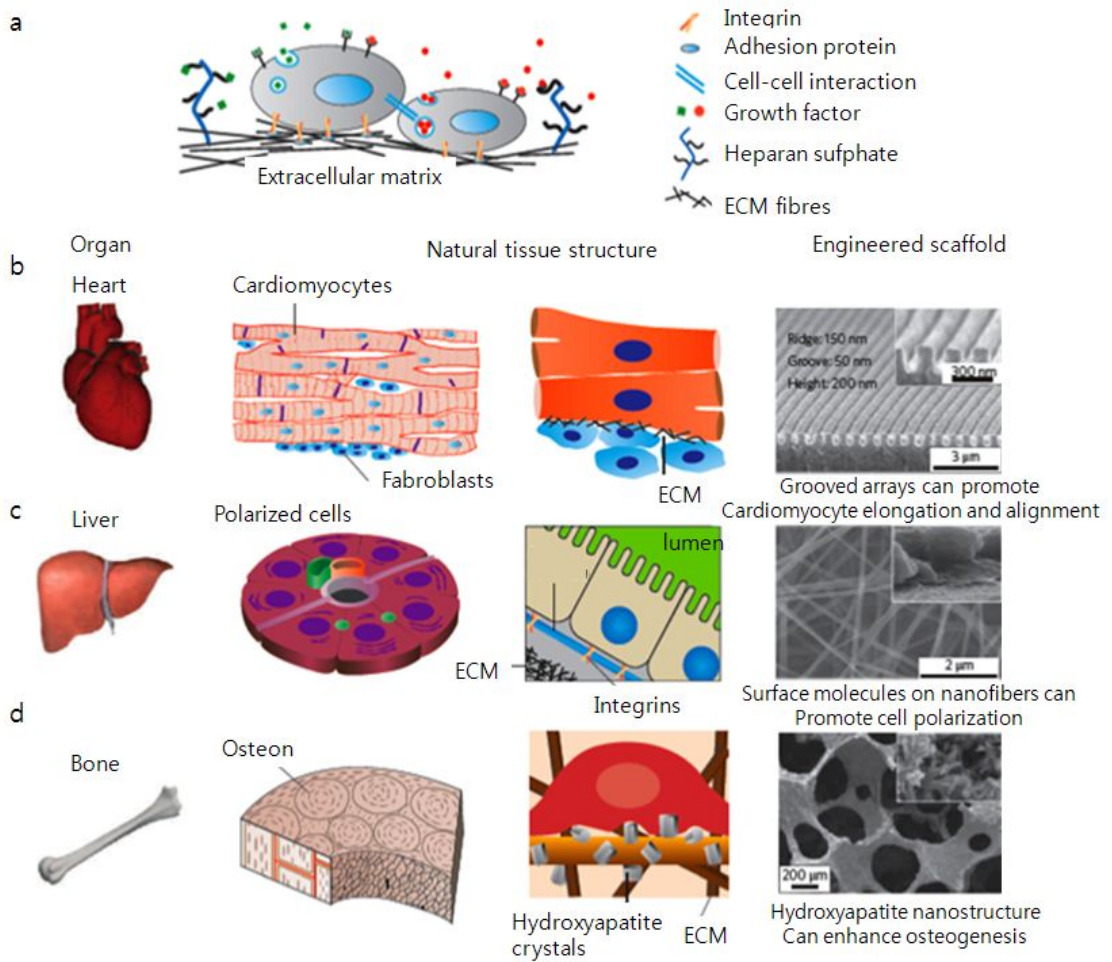 a
Integrin
Adhesion protein
Cell-cell interaction
Growth factor
Heparan sufphate
ECM fibres
Extracellular matrix
Organ
Natural tissue structure
Engineered scaffold
b
Heart
Cardiomyocytes
Fabroblasts
ECM
Ridge: 150 nm
Groove: 50 nm
Height: 200 nm
300 nm
3 µm
Grooved arrays can promote
Cardiomyocyte elongation and alignment
c
Liver
Polarized cells
lumen
ECM
Integrins
2 µm
Surface molecules on nanofibers can
Promote cell polarization
d
Bone
Osteon
Hydroxyapatite
crystals
ECM
200 µm
Hydroxyapatite nanostructure
Can enhance osteogenesis